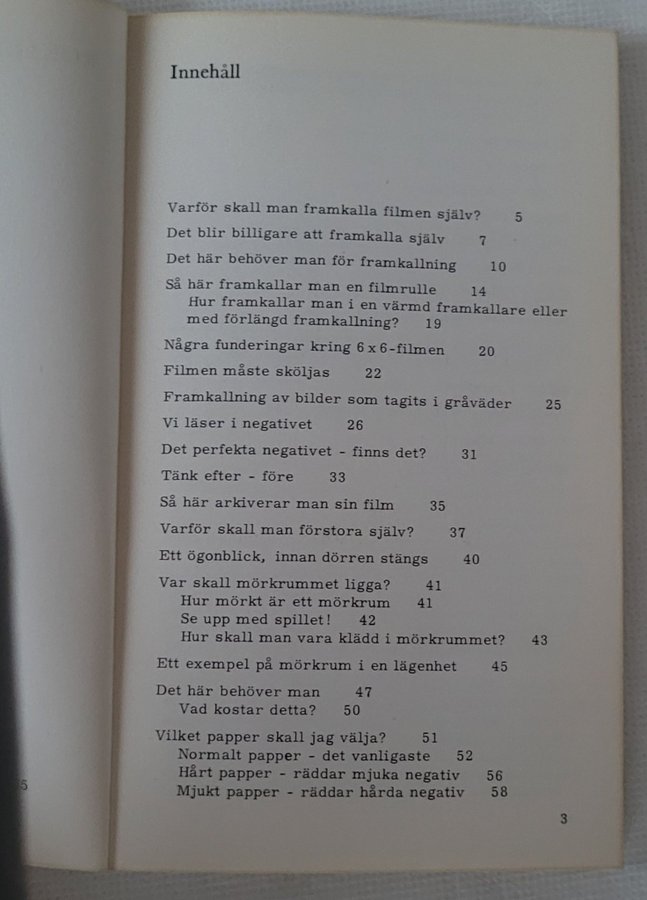 Innehåll
Varför skall man framkalla filmen själv? 5
Det blir billigare att framkalla själv 7
Det här behöver man för framkallning 10
Så här framkallar man en filmrulle 14
Hur framkallar man i en värmd framkallare eller
med förlängd framkallning? 19
Några funderingar kring 6 x 6-filmen 20
Filmen måste sköljas 22
Framkallning av bilder som tagits i gråväder 25
Vi läser i negativet 26
Det perfekta negativet - finns det? 31
Tänk efter - före 33
Så här arkiverar man sin film 35
Varför skall man förstora själv? 37
Ett ögonblick, innan dörren stängs 40
Var skall mörkrummet ligga? 41
Hur mörkt är ett mörkrum 41
Se upp med spillet! 42
Hur skall man vara klädd i mörkrummet? 43
Ett exempel på mörkrum i en lägenhet 45
Det här behöver man 47
Vad kostar detta? 50
Vilket papper skall jag välja? 51
Normalt papper - det vanligaste 52
Hårt papper - räddar mjuka negativ 56
Mjukt papper - räddar hårda negativ 58
3
5